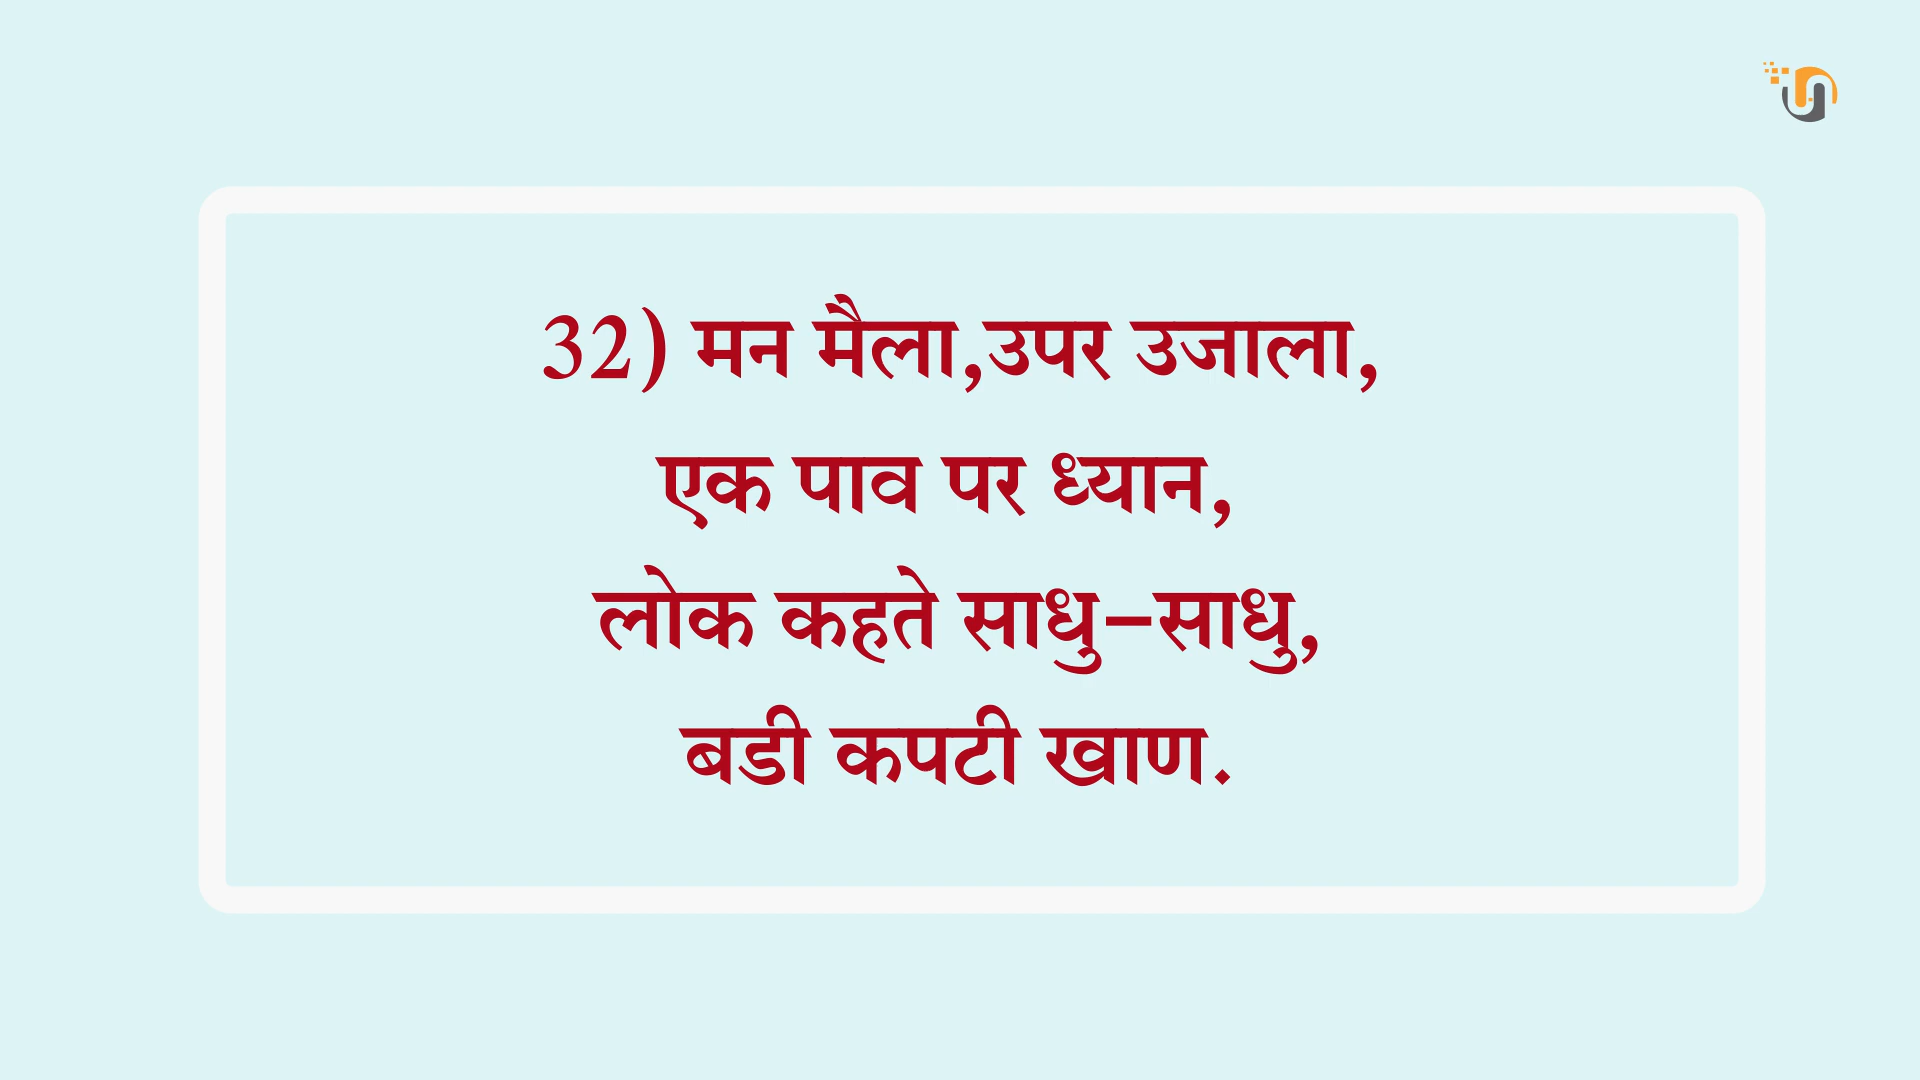 32) मन मैला,उपर उजाला,
एक पाव पर ध्यान,
लोक कहते साधु-साधु,
बडी कपटी खाण.